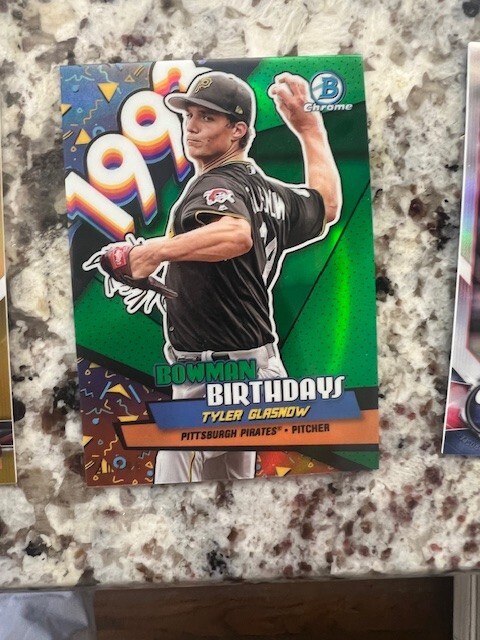 B
Chrome
199
P
BOWMAN
BIRTHDAYS
TYLER GLASNOW
PITTSBURGH PIRATES® • PITCHER